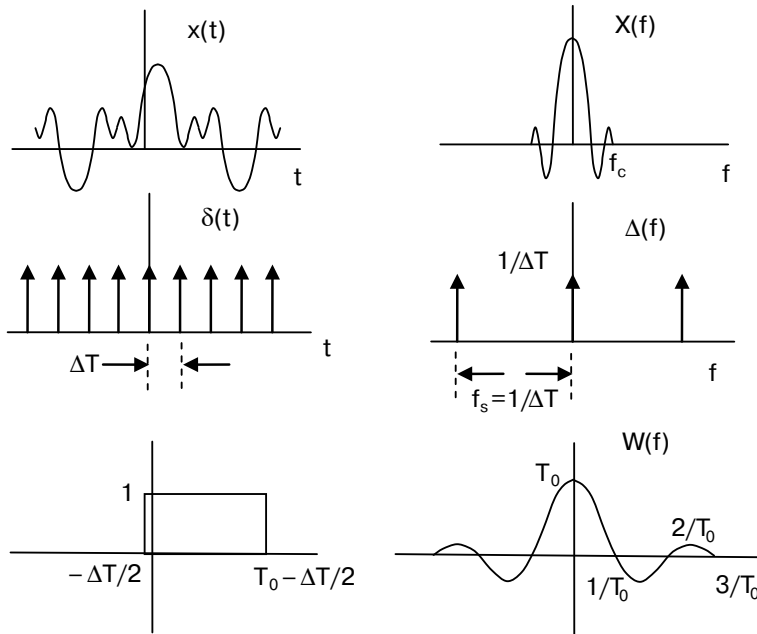 x(t)
X(f)
t
f_c
f
δ(t)
Δ(f)
1/ΔT
ΔT
t
f
f_s=1/ΔT
W(f)
1
T_0
2/T_0
−ΔT/2
T_0−ΔT/2
1/T_0
3/T_0